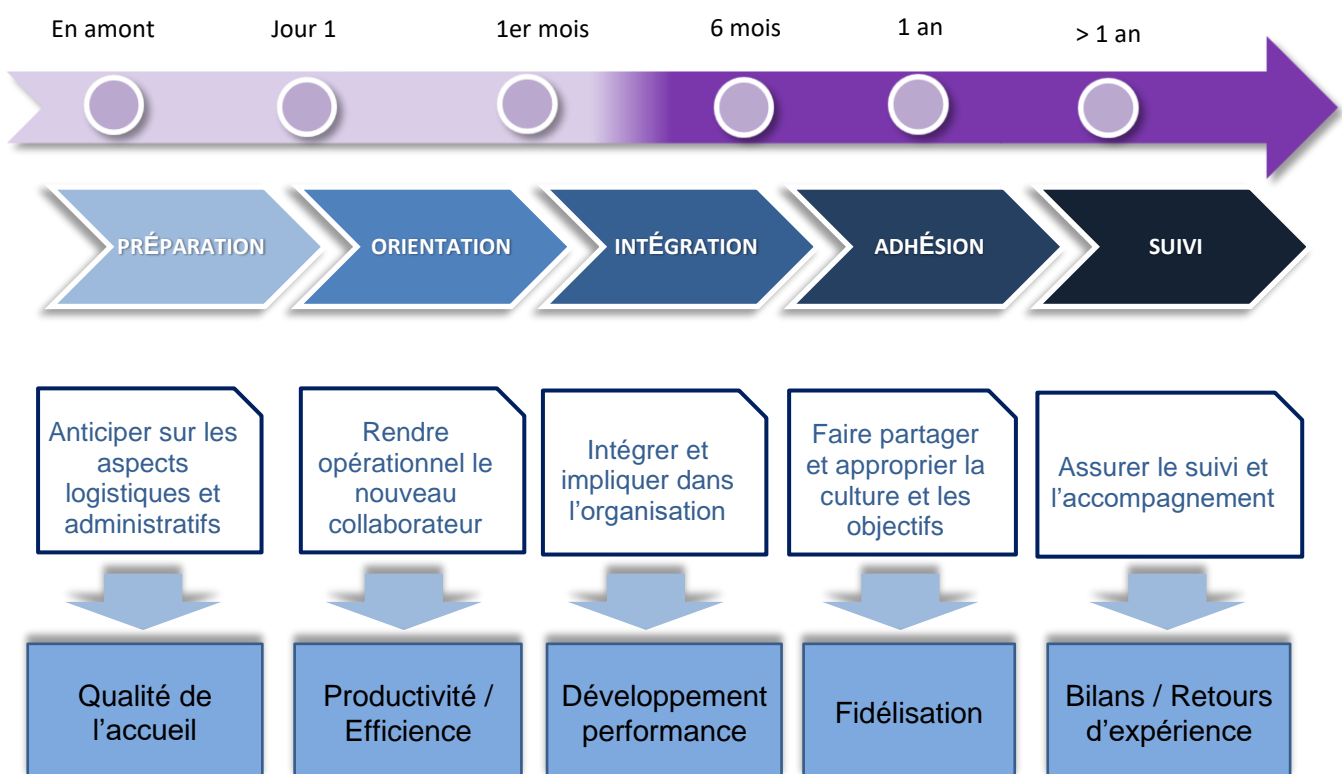 En amont
Jour 1
1er mois
6 mois
1 an
> 1 an
PRÉPARATION
ORIENTATION
INTÉGRATION
ADHÉSION
SUIVI
Anticiper sur les
aspects
logistiques et
administratifs
Rendre
opérationnel le
nouveau
collaborateur
Intégrer et
impliquer dans
l’organisation
Faire partager
et approprier la
culture et les
objectifs
Assurer le suivi et
l’accompagnement
Qualité de
l’accueil
Productivité /
Efficience
Développement
performance
Fidélisation
Bilans / Retours
d’expérience